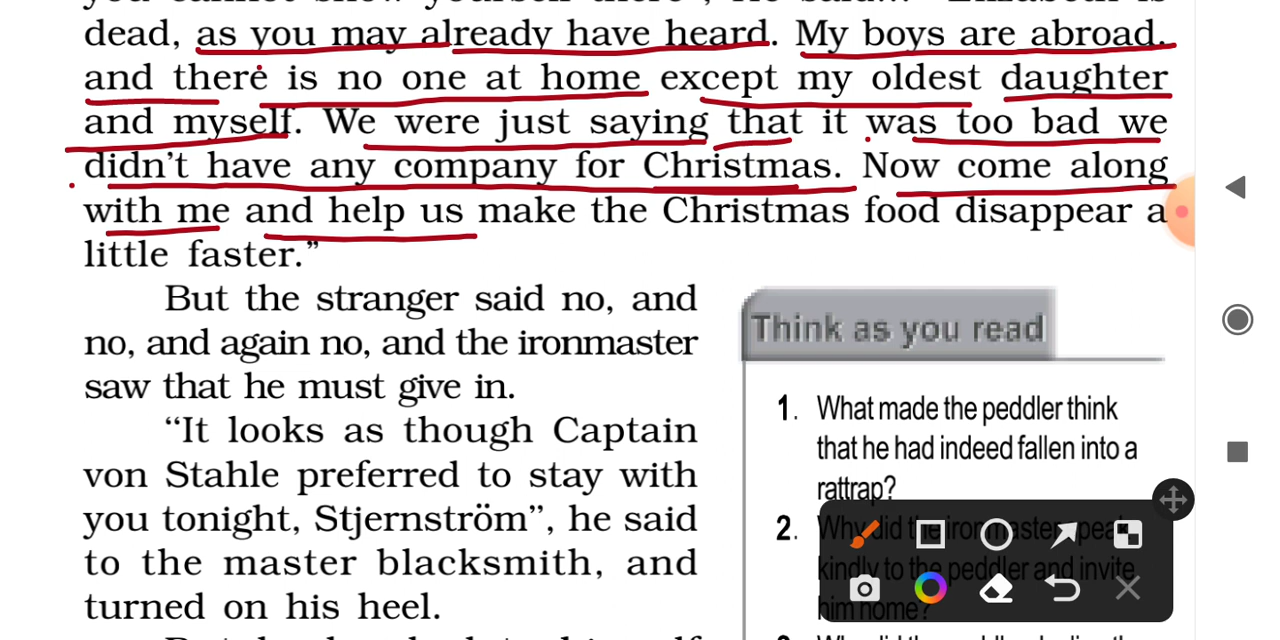 dead, as you may already have heard. My boys are abroad,
and there is no one at home except my oldest daughter
and myself. We were just saying that it was too bad we
didn't have any company for Christmas. Now come along
with me and help us make the Christmas food disappear a
little faster.”
But the stranger said no, and
no, and again no, and the ironmaster
saw that he must give in.
“It looks as though Captain
von Stahle preferred to stay with
you tonight, Stjernström”, he said
to the master blacksmith, and
turned on his heel.
Think as you read
1. What made the peddler think
that he had indeed fallen into a
rattrap?
2. Why did the ironmaster speak
kindly to the peddler and invite
him home?